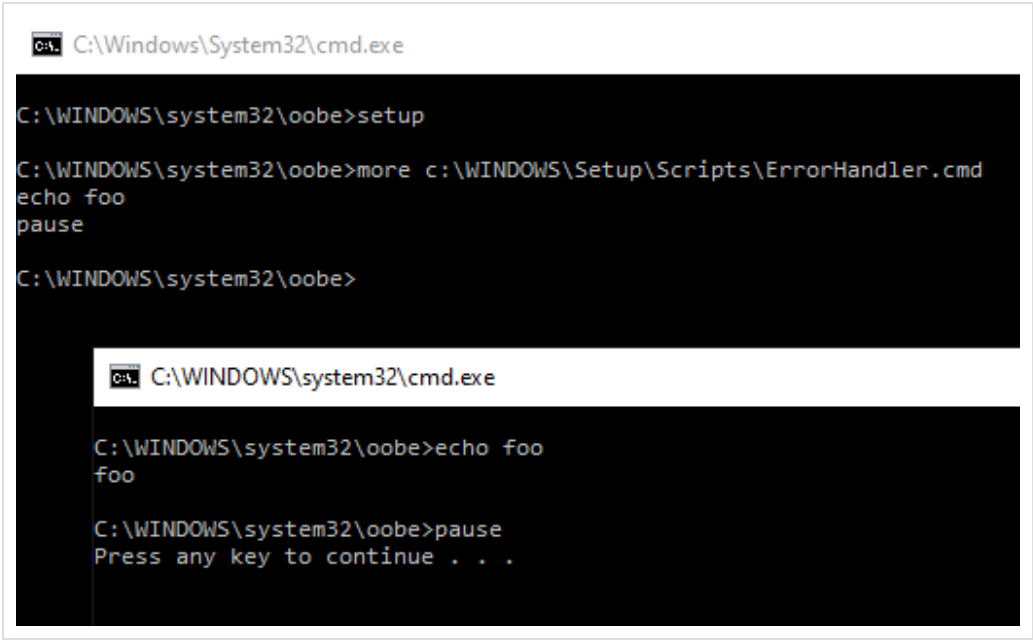 C:\Windows\System32\cmd.exe
C:\WINDOWS\system32\oobe>setup
C:\WINDOWS\system32\oobe>more c:\WINDOWS\Setup\Scripts\ErrorHandler.cmd
echo foo
pause
C:\WINDOWS\system32\oobe>
C:\WINDOWS\system32\cmd.exe
C:\WINDOWS\system32\oobe>echo foo
foo
C:\WINDOWS\system32\oobe>pause
Press any key to continue . . .